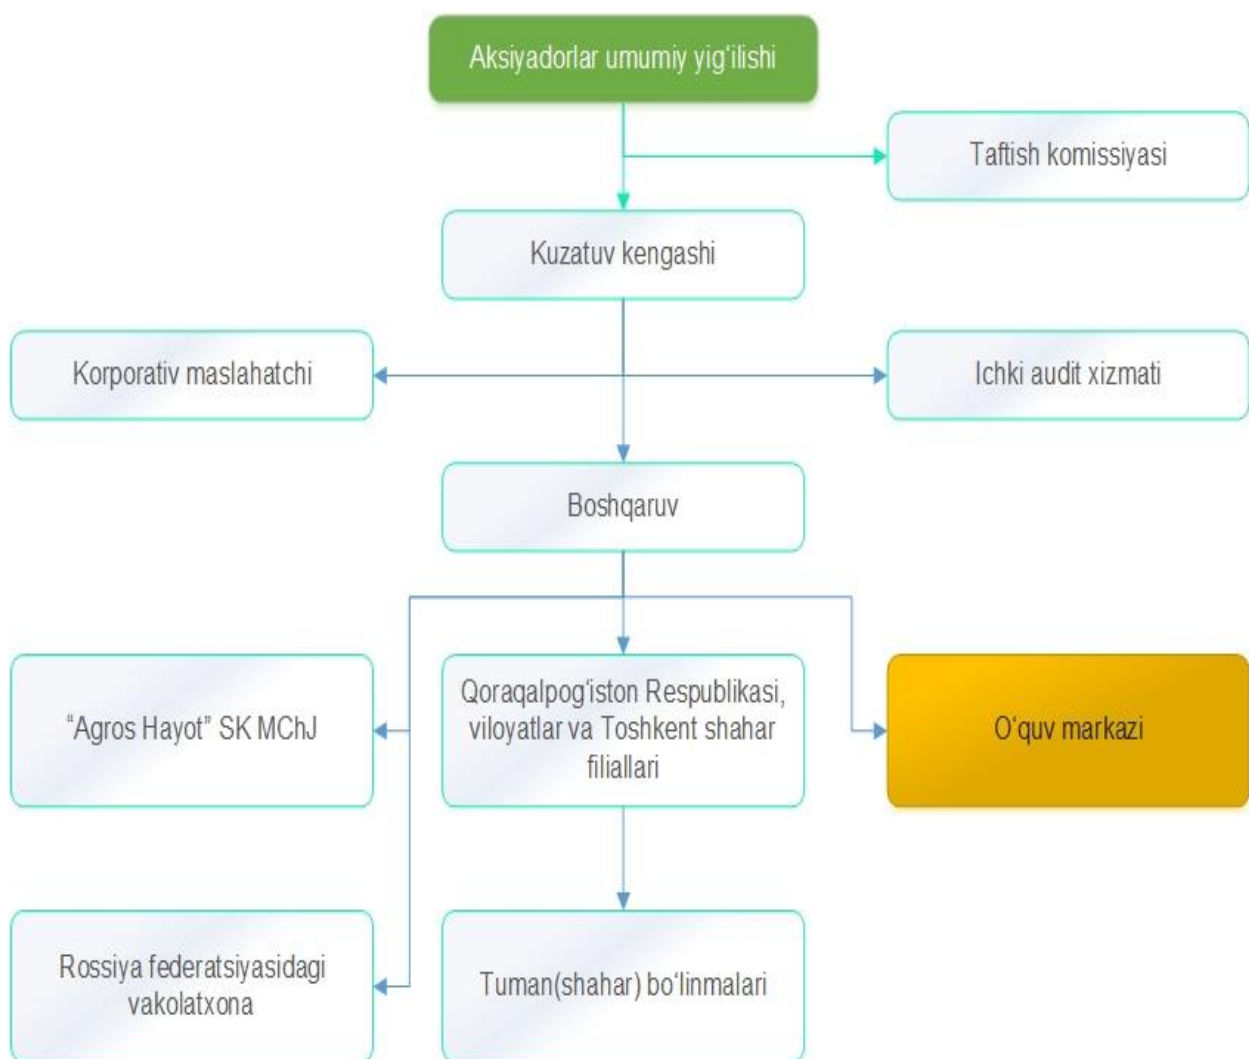 Aksiyadorlar umumiy yig‘ilishi
Taftish komissiyasi
Kuzatuv kengashi
Korporativ maslahatchi
Ichki audit xizmati
Boshqaruv
“Agros Hayot” SK MChJ
Qoraqalpog‘iston Respublikasi,
viloyatlar va Toshkent shahar
filiallari
O‘quv markazi
Rossiya federatsiyasidagi
vakolatxona
Tuman(shahar) bo‘linmalari